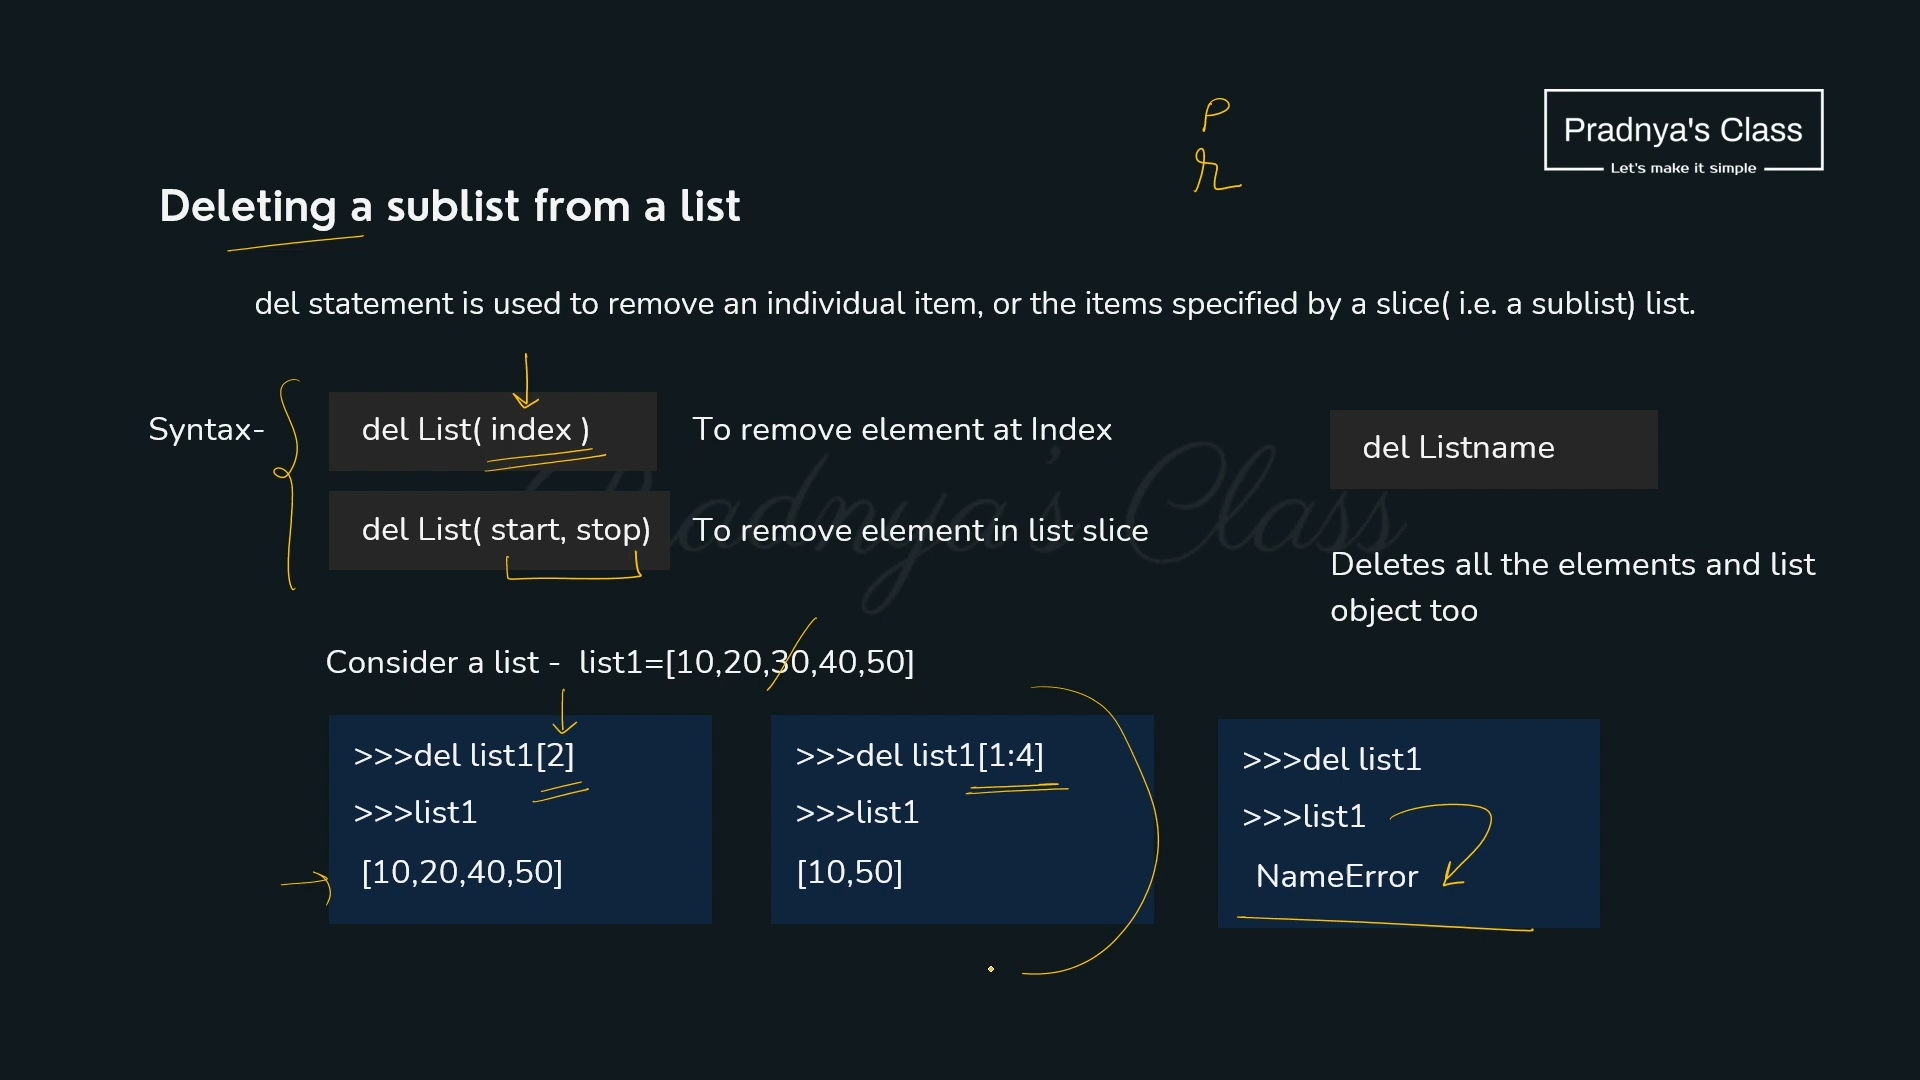 P
r
Pradnya's Class
Let's make it simple
Deleting a sublist from a list
del statement is used to remove an individual item, or the items specified by a slice( i.e. a sublist) list.
Syntax-
del List( index )
To remove element at Index
del List( start, stop)
To remove element in list slice
del Listname
Deletes all the elements and list
object too
Pradnya's Class
Consider a list - list1=[10,20,30,40,50]
>>>del list1[2]
>>>list1
[10,20,40,50]
>>>del list1[1:4]
>>>list1
[10,50]
>>>del list1
>>>list1
NameError